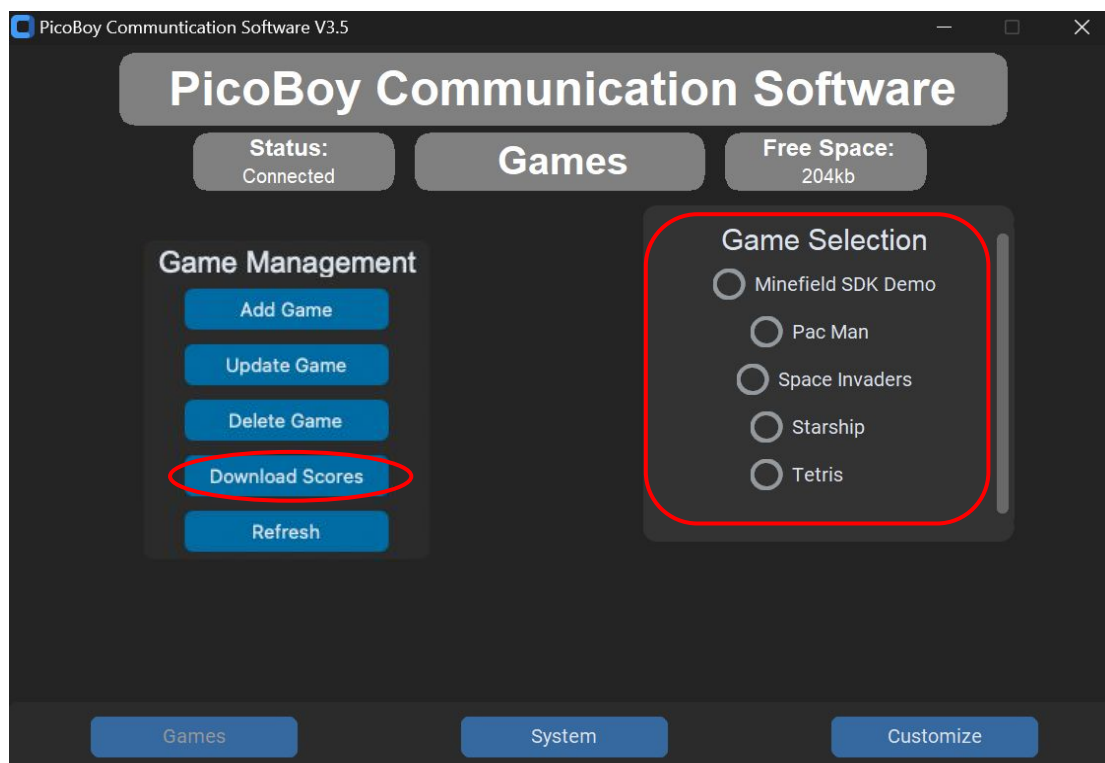 PicoBoy Communtication Software V3.5
PicoBoy Communication Software
Status:
Connected
Games
Free Space:
204kb
Game Management
Add Game
Update Game
Delete Game
Download Scores
Refresh
Game Selection
Minefield SDK Demo
Pac Man
Space Invaders
Starship
Tetris
Games
System
Customize